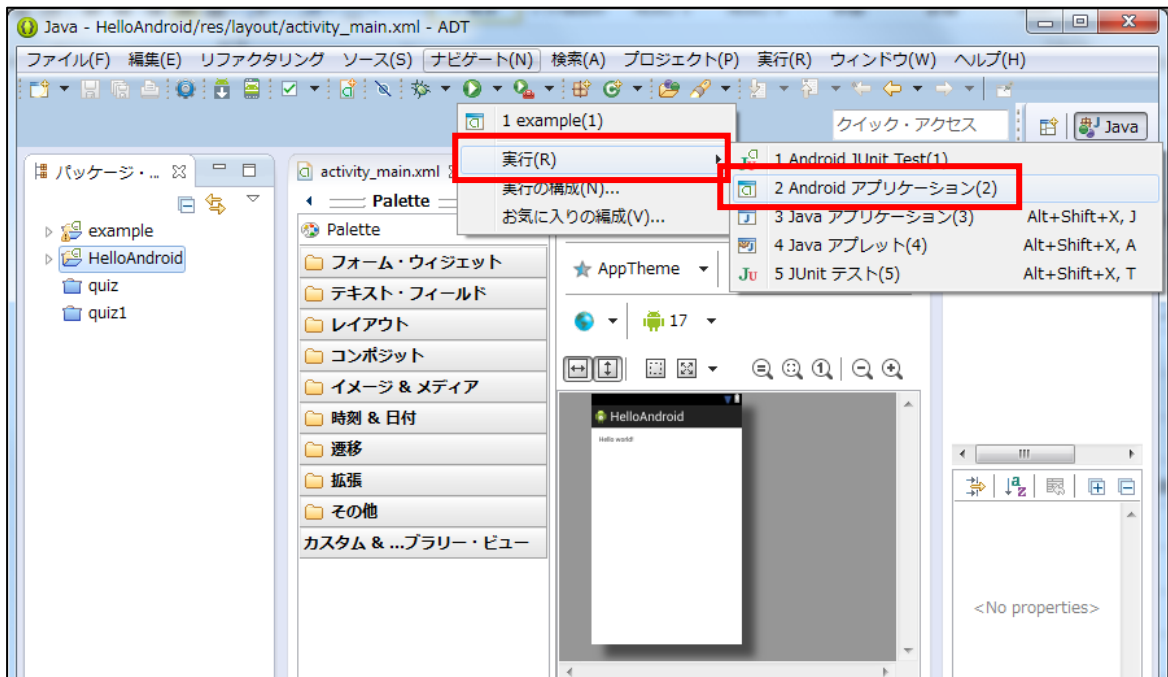 Java - HelloAndroid/res/layout/activity_main.xml - ADT
ファイル(F) 編集(E) リファクタリング ソース(S) ナビゲート(N) 検索(A) プロジェクト(P) 実行(R) ウィンドウ(W) ヘルプ(H)
1 example(1)
実行(R)
実行の構成(N)...
お気に入りの編成(V)...
クイック・アクセス
Java
1 Android JUnit Test(1)
2 Android アプリケーション(2)
3 Java アプリケーション(3) Alt+Shift+X, J
4 Java アプレット(4) Alt+Shift+X, A
5 JUnit テスト(5) Alt+Shift+X, T
パッケージ・...
example
HelloAndroid
quiz
quiz1
activity_main.xml
Palette
Palette
フォーム・ウィジェット
テキスト・フィールド
レイアウト
コンポジット
イメージ & メディア
時刻 & 日付
遷移
拡張
その他
カスタム & ...ブラリー・ビュー
AppTheme
17
HelloAndroid
Hello world!
<No properties>